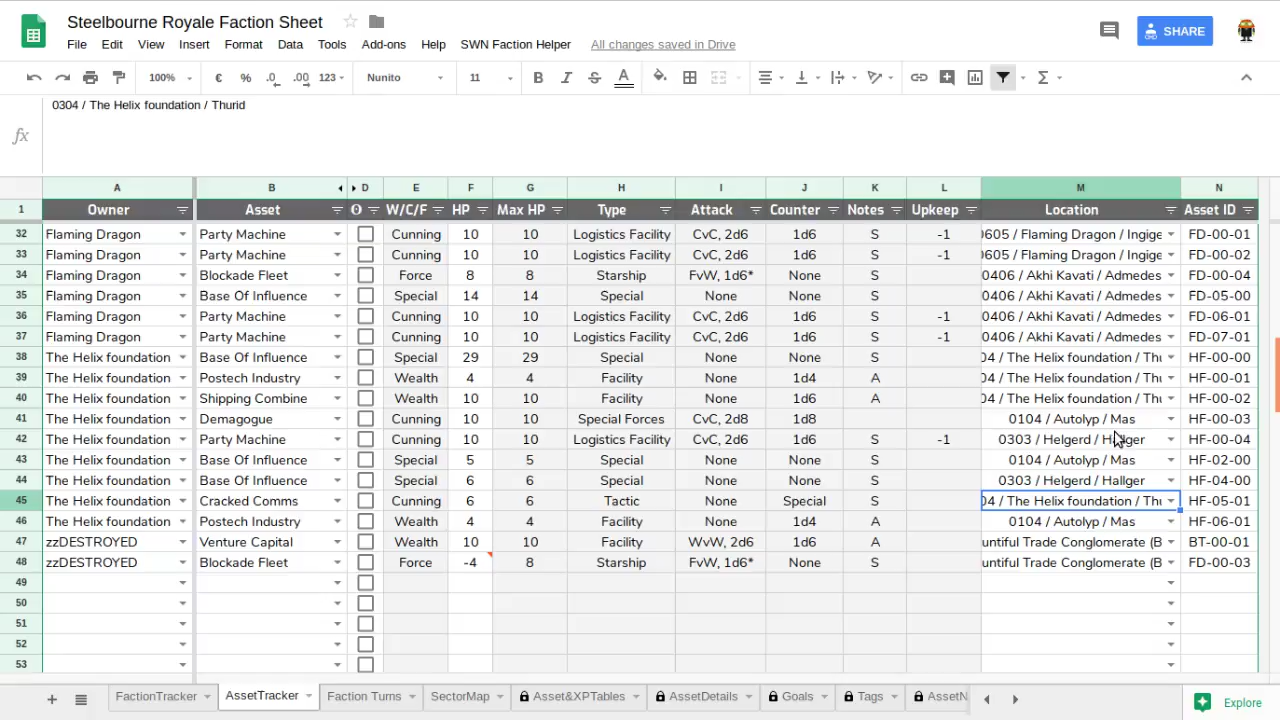 Steelbourne Royale Faction Sheet
File Edit View Insert Format Data Tools Add-ons Help SWN Faction Helper All changes saved in Drive
SHARE
100% € % .0 .00 123 Nunito 11 B I S A
0304 / The Helix foundation / Thurid
fx
A B D E F G H I J K L M N
1 Owner Asset W/C/F HP Max HP Type Attack Counter Notes Upkeep Location Asset ID
32 Flaming Dragon Party Machine Cunning 10 10 Logistics Facility CvC, 2d6 1d6 S -1 0605 / Flaming Dragon / Ingige FD-00-01
33 Flaming Dragon Party Machine Cunning 10 10 Logistics Facility CvC, 2d6 1d6 S -1 0605 / Flaming Dragon / Ingige FD-00-02
34 Flaming Dragon Blockade Fleet Force 8 8 Starship FvW, 1d6* None S 0406 / Akhi Kavati / Admedes FD-00-04
35 Flaming Dragon Base Of Influence Special 14 14 Special None None S 0406 / Akhi Kavati / Admedes FD-05-00
36 Flaming Dragon Party Machine Cunning 10 10 Logistics Facility CvC, 2d6 1d6 S -1 0406 / Akhi Kavati / Admedes FD-06-01
37 Flaming Dragon Party Machine Cunning 10 10 Logistics Facility CvC, 2d6 1d6 S -1 0406 / Akhi Kavati / Admedes FD-07-01
38 The Helix foundation Base Of Influence Special 29 29 Special None None S 04 / The Helix foundation / Thu HF-00-00
39 The Helix foundation Postech Industry Wealth 4 4 Facility None 1d4 A 04 / The Helix foundation / Thu HF-00-01
40 The Helix foundation Shipping Combine Wealth 10 10 Facility None 1d6 A 04 / The Helix foundation / Thu HF-00-02
41 The Helix foundation Demagogue Cunning 10 10 Special Forces CvC, 2d8 1d8 0104 / Autolyp / Mas HF-00-03
42 The Helix foundation Party Machine Cunning 10 10 Logistics Facility CvC, 2d6 1d6 S -1 0303 / Helgerd / Hallger HF-00-04
43 The Helix foundation Base Of Influence Special 5 5 Special None None S 0104 / Autolyp / Mas HF-02-00
44 The Helix foundation Base Of Influence Special 6 6 Special None None S 0303 / Helgerd / Hallger HF-04-00
45 The Helix foundation Cracked Comms Cunning 6 6 Tactic None Special S 04 / The Helix foundation / Thu HF-05-01
46 The Helix foundation Postech Industry Wealth 4 4 Facility None 1d4 A 0104 / Autolyp / Mas HF-06-01
47 zzDESTROYED Venture Capital Wealth 10 10 Facility WvW, 2d6 1d6 A untiful Trade Conglomerate (B BT-00-01
48 zzDESTROYED Blockade Fleet Force -4 8 Starship FvW, 1d6* None S untiful Trade Conglomerate (B FD-00-03
49
50
51
52
53
FactionTracker AssetTracker Faction Turns SectorMap Asset&XPTables AssetDetails Goals Tags AssetN Explore